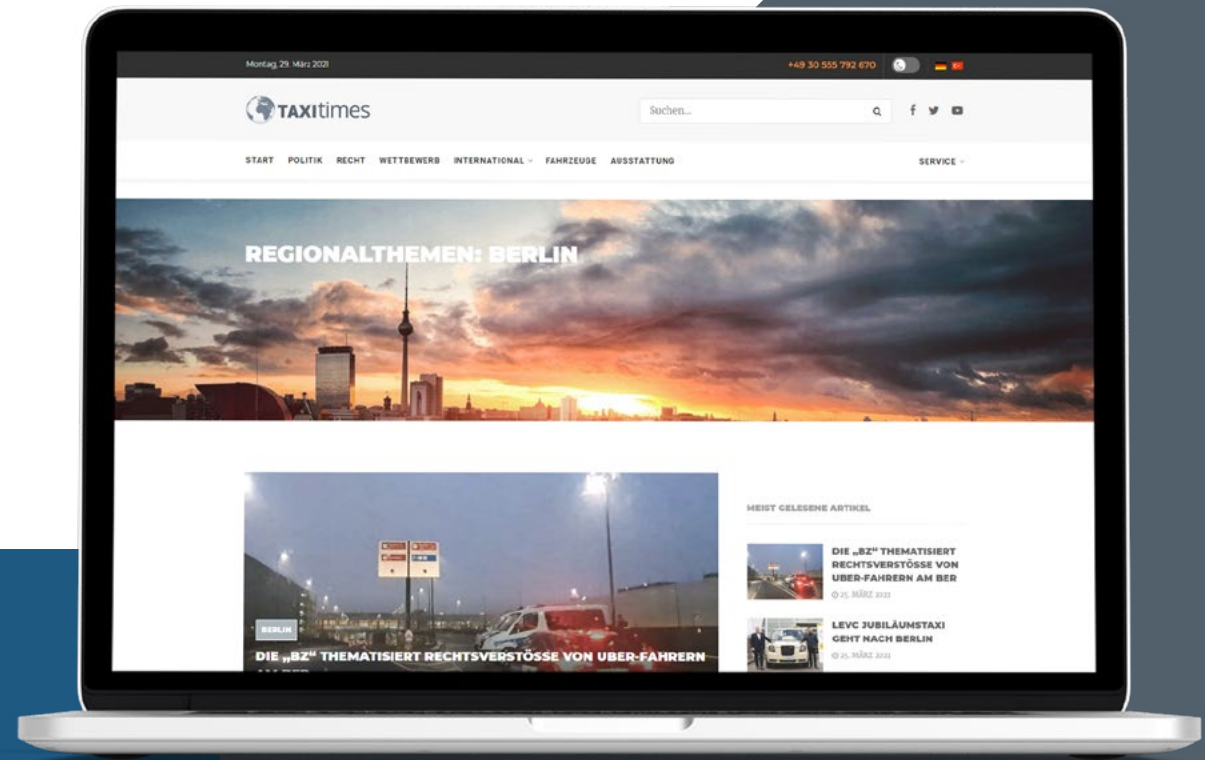 Montag, 29. März 2021
+49 30 555 792 670
TAXItimes
Suchen...
START POLITIK RECHT WETTBEWERB INTERNATIONAL FAHRZEUGE AUSSTATTUNG
SERVICE
REGIONALTHEMEN: BERLIN
BERLIN
DIE „BZ“ THEMATISIERT RECHTSVERSTÖSSE VON UBER-FAHRERN
AM BER
MEIST GELESENE ARTIKEL
DIE „BZ“ THEMATISIERT
RECHTSVERSTÖSSE VON
UBER-FAHRERN AM BER
25. MÄRZ 2021
LEVC JUBILÄUMSTAXI
GEHT NACH BERLIN
25. MÄRZ 2021